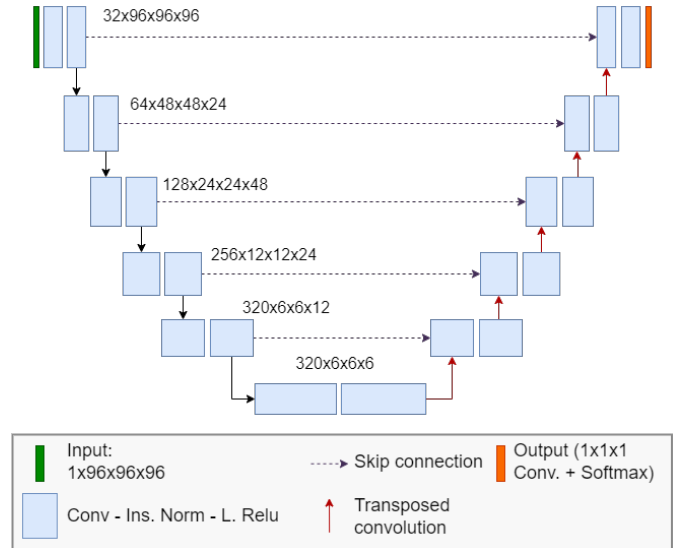 32x96x96x96
64x48x48x24
128x24x24x48
256x12x12x24
320x6x6x12
320x6x6x6
Input:
1x96x96x96
Skip connection
Output (1x1x1
Conv. + Softmax)
Conv - Ins. Norm - L. Relu
Transposed
convolution